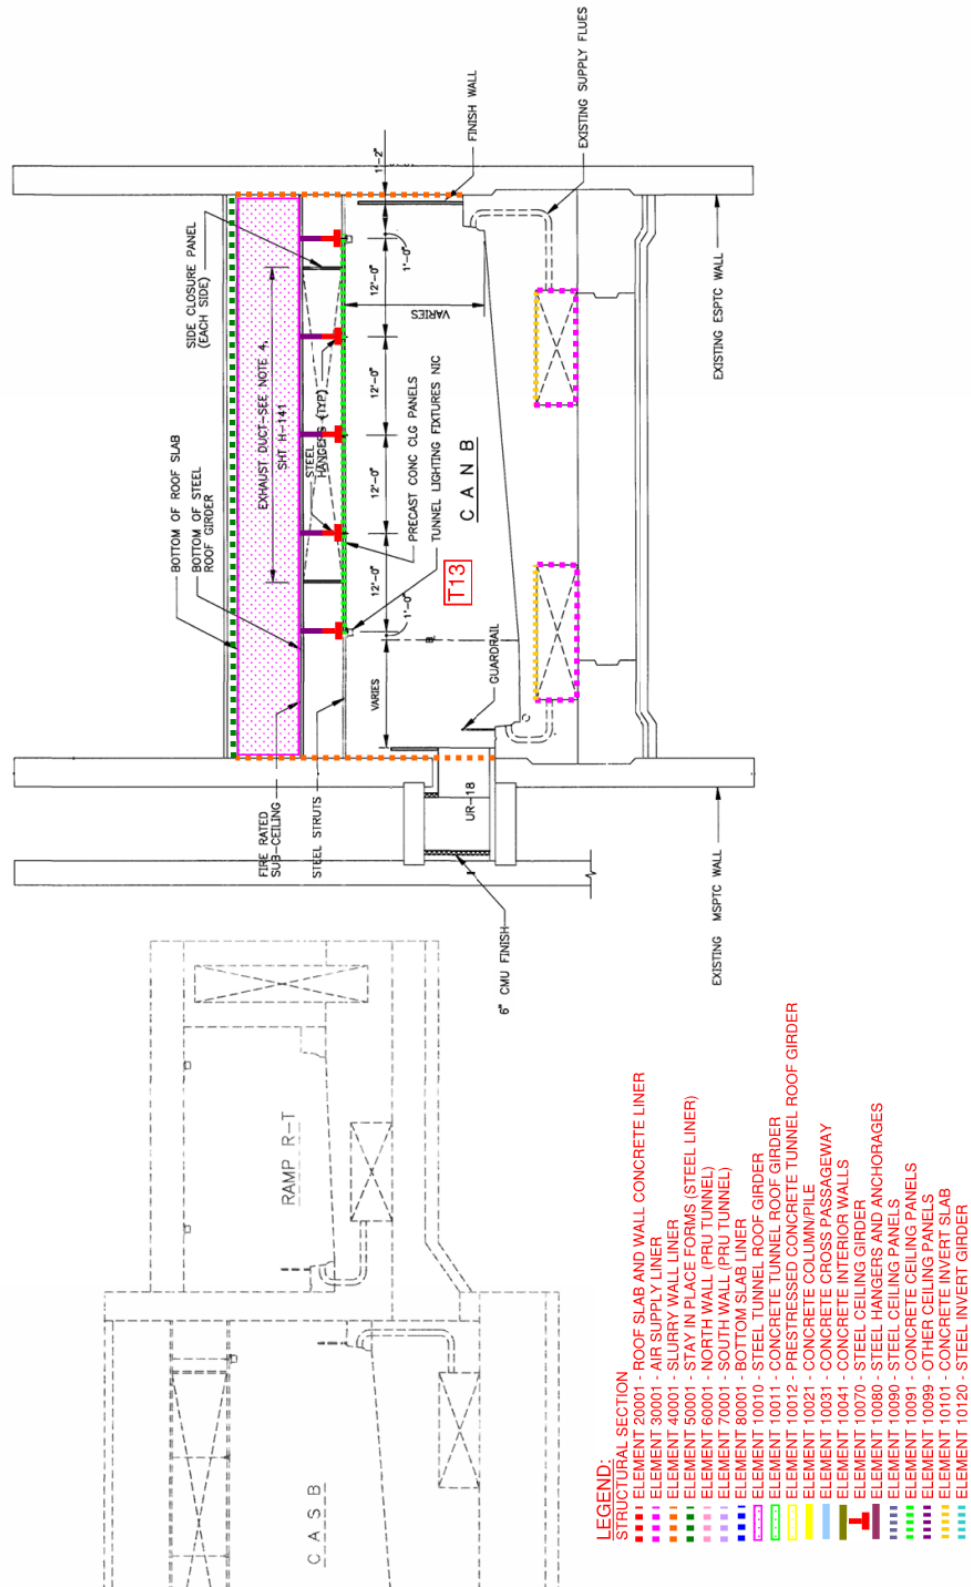 BOTTOM OF ROOF SLAB
BOTTOM OF STEEL
ROOF GIRDER
EXHAUST DUCT-SEE NOTE 4,
SHT H-141
SIDE CLOSURE PANEL
(EACH SIDE)
STEEL
HANGERS (TYP)
FIRE RATED
SUB-CEILING
STEEL STRUTS
VARIES
12'-0"
12'-0"
12'-0"
12'-0"
1'-0"
1'-0"
1'-2"
VARIES
PRECAST CONC CLG PANELS
TUNNEL LIGHTING FIXTURES NIC
CANB
T13
GUARDRAIL
FINISH WALL
EXISTING SUPPLY FLUES
UR-18
6" CMU FINISH
EXISTING MSPTC WALL
EXISTING ESPTC WALL
RAMP R-T
CASB
LEGEND:
STRUCTURAL SECTION
ELEMENT 20001 - ROOF SLAB AND WALL CONCRETE LINER
ELEMENT 30001 - AIR SUPPLY LINER
ELEMENT 40001 - SLURRY WALL LINER
ELEMENT 50001 - STAY IN PLACE FORMS (STEEL LINER)
ELEMENT 60001 - NORTH WALL (PRU TUNNEL)
ELEMENT 70001 - SOUTH WALL (PRU TUNNEL)
ELEMENT 80001 - BOTTOM SLAB LINER
ELEMENT 10010 - STEEL TUNNEL ROOF GIRDER
ELEMENT 10011 - CONCRETE TUNNEL ROOF GIRDER
ELEMENT 10012 - PRESTRESSED CONCRETE TUNNEL ROOF GIRDER
ELEMENT 10021 - CONCRETE COLUMN/PILE
ELEMENT 10031 - CONCRETE CROSS PASSAGEWAY
ELEMENT 10041 - CONCRETE INTERIOR WALLS
ELEMENT 10070 - STEEL CEILING GIRDER
ELEMENT 10080 - STEEL HANGERS AND ANCHORAGES
ELEMENT 10090 - STEEL CEILING PANELS
ELEMENT 10091 - CONCRETE CEILING PANELS
ELEMENT 10099 - OTHER CEILING PANELS
ELEMENT 10101 - CONCRETE INVERT SLAB
ELEMENT 10120 - STEEL INVERT GIRDER